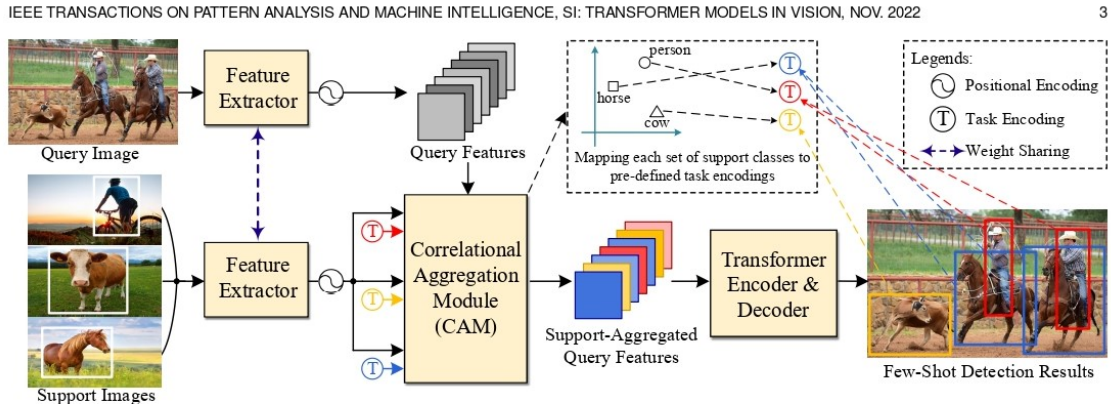 IEEE TRANSACTIONS ON PATTERN ANALYSIS AND MACHINE INTELLIGENCE, SI: TRANSFORMER MODELS IN VISION, NOV. 2022 3
Feature
Extractor
Query Image
Query Features
person
horse
cow
T
T
T
Mapping each set of support classes to
pre-defined task encodings
Legends:
Positional Encoding
T Task Encoding
Weight Sharing
Support Images
Feature
Extractor
T
T
T
Correlational
Aggregation
Module
(CAM)
Support-Aggregated
Query Features
Transformer
Encoder &
Decoder
Few-Shot Detection Results